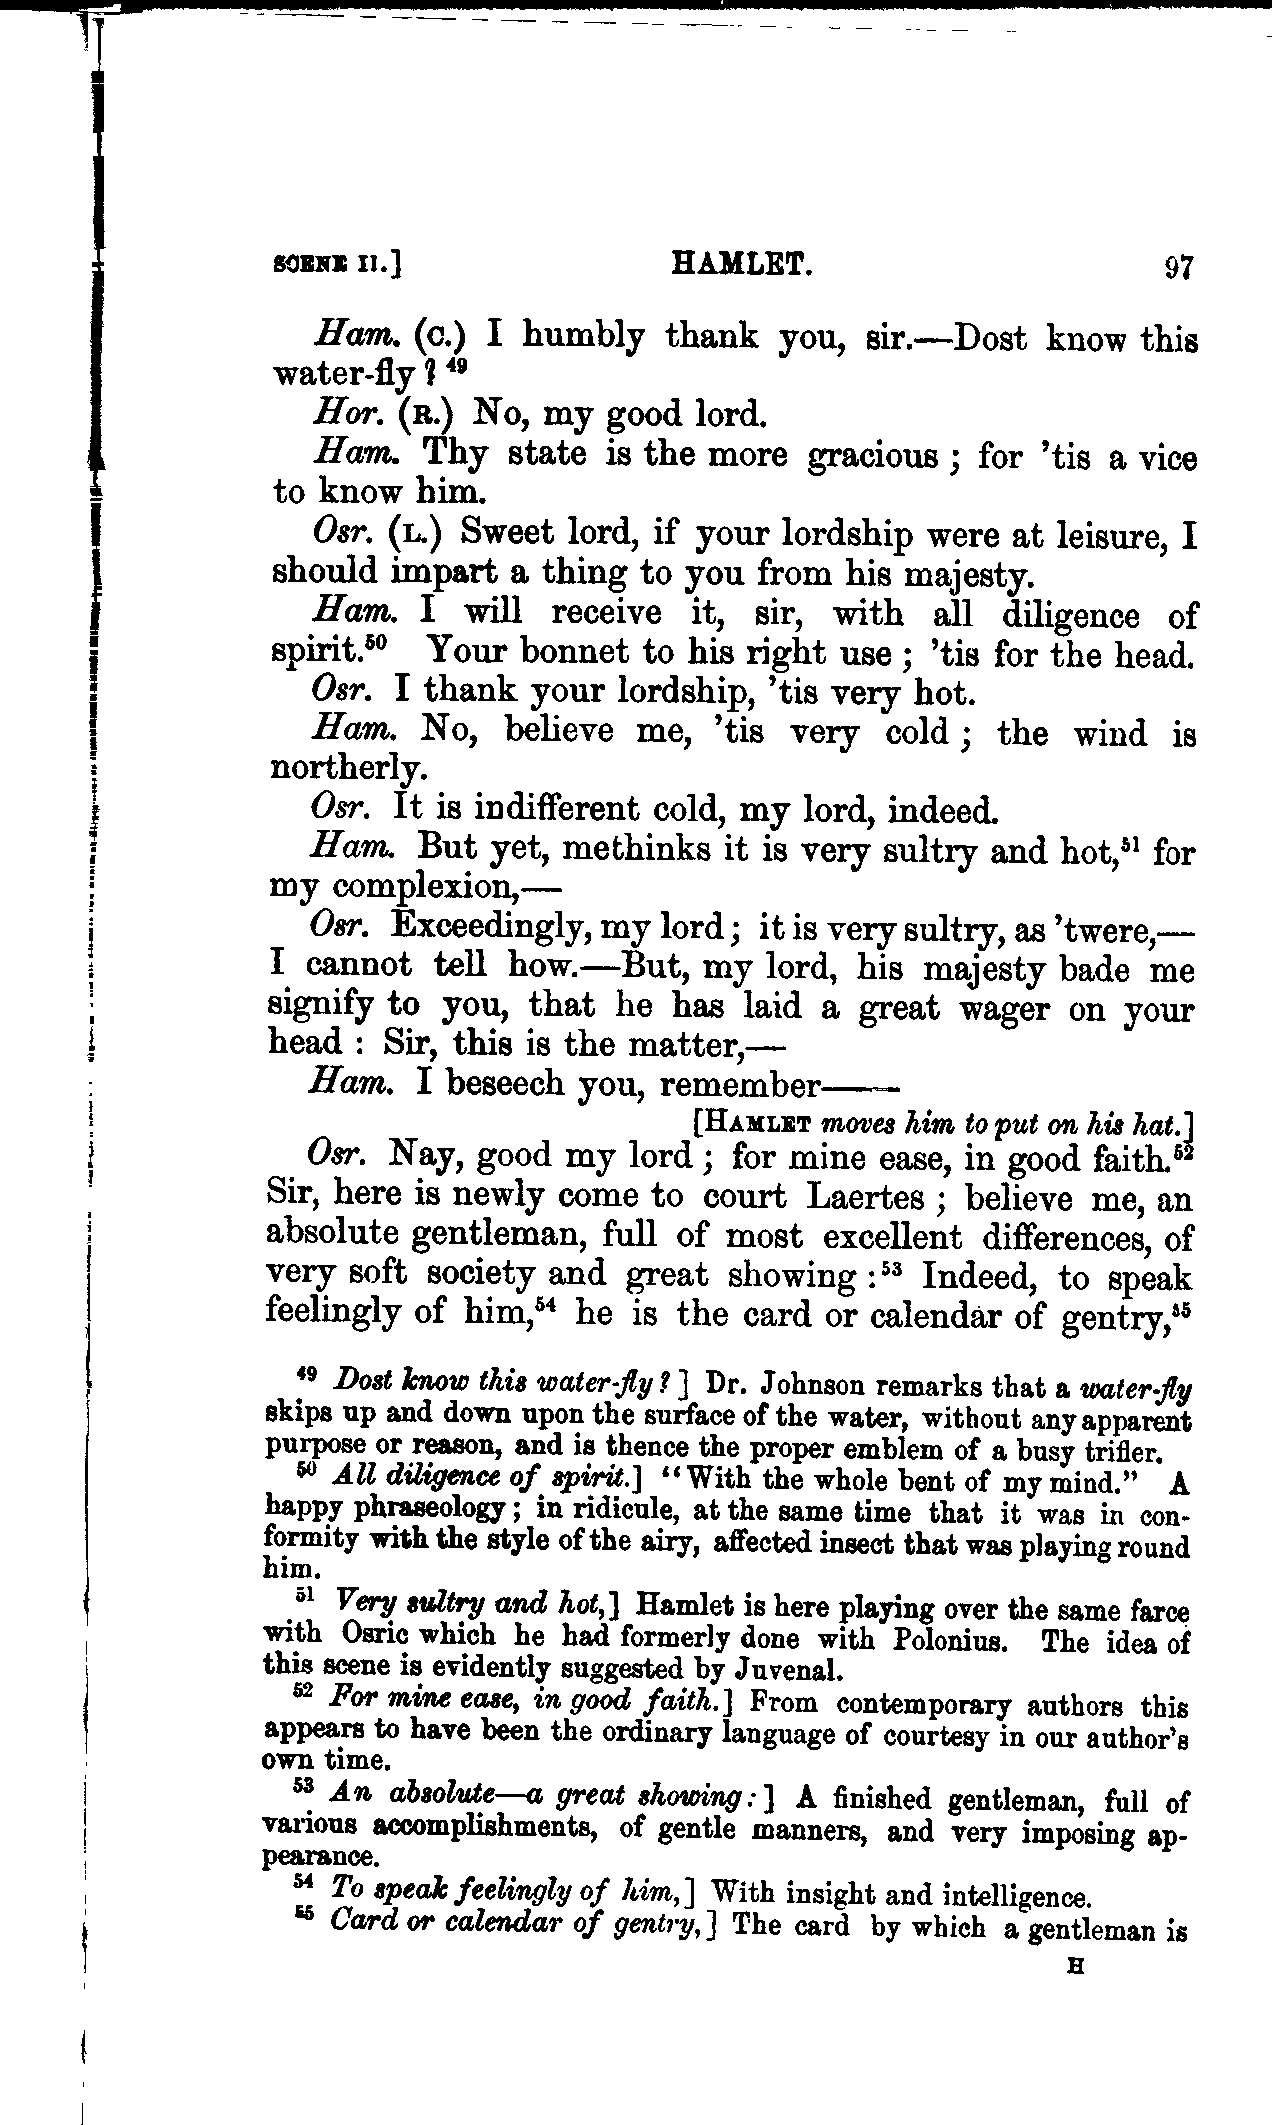 SCENE II.] HAMLET. 97
Ham. (C.) I humbly thank you, sir.—Dost know this
water-fly? 49
Hor. (R.) No, my good lord.
Ham. Thy state is the more gracious; for 'tis a vice
to know him.
Osr. (L.) Sweet lord, if your lordship were at leisure, I
should impart a thing to you from his majesty.
Ham. I will receive it, sir, with all diligence of
spirit.50 Your bonnet to his right use; 'tis for the head.
Osr. I thank your lordship, 'tis very hot.
Ham. No, believe me, 'tis very cold; the wind is
northerly.
Osr. It is indifferent cold, my lord, indeed.
Ham. But yet, methinks it is very sultry and hot,51 for
my complexion,—
Osr. Exceedingly, my lord; it is very sultry, as 'twere,—
I cannot tell how.—But, my lord, his majesty bade me
signify to you, that he has laid a great wager on your
head: Sir, this is the matter,—
Ham. I beseech you, remember——
[HAMLET moves him to put on his hat.]
Osr. Nay, good my lord; for mine ease, in good faith.52
Sir, here is newly come to court Laertes; believe me, an
absolute gentleman, full of most excellent differences, of
very soft society and great showing:53 Indeed, to speak
feelingly of him,54 he is the card or calendar of gentry,55
49 Dost know this water-fly?] Dr. Johnson remarks that a water-fly
skips up and down upon the surface of the water, without any apparent
purpose or reason, and is thence the proper emblem of a busy trifler.
50 All diligence of spirit.] "With the whole bent of my mind." A
happy phraseology; in ridicule, at the same time that it was in con-
formity with the style of the airy, affected insect that was playing round
him.
51 Very sultry and hot,] Hamlet is here playing over the same farce
with Osric which he had formerly done with Polonius. The idea of
this scene is evidently suggested by Juvenal.
52 For mine ease, in good faith.] From contemporary authors this
appears to have been the ordinary language of courtesy in our author's
own time.
53 An absolute—a great showing:] A finished gentleman, full of
various accomplishments, of gentle manners, and very imposing ap-
pearance.
54 To speak feelingly of him,] With insight and intelligence.
55 Card or calendar of gentry,] The card by which a gentleman is
H